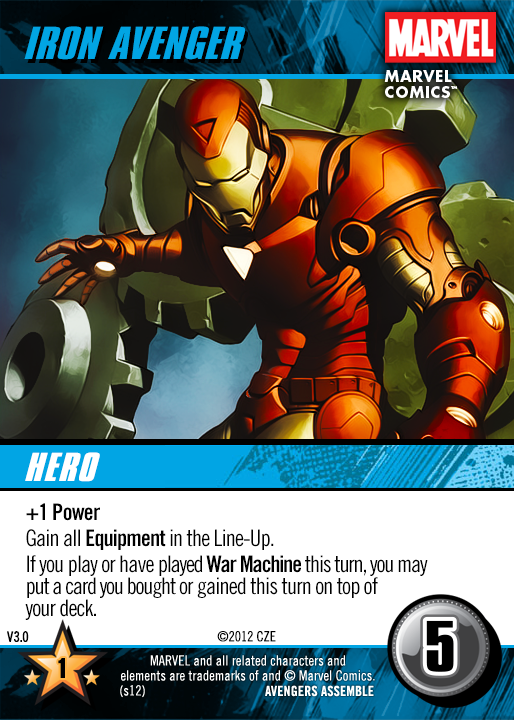 IRON AVENGER
MARVEL
MARVEL
COMICS™
HERO
+1 Power
Gain all Equipment in the Line-Up.
If you play or have played War Machine this turn, you may
put a card you bought or gained this turn on top of
your deck.
V3.0
©2012 CZE
1
5
MARVEL and all related characters and
elements are trademarks of and © Marvel Comics.
(s12)
AVENGERS ASSEMBLE